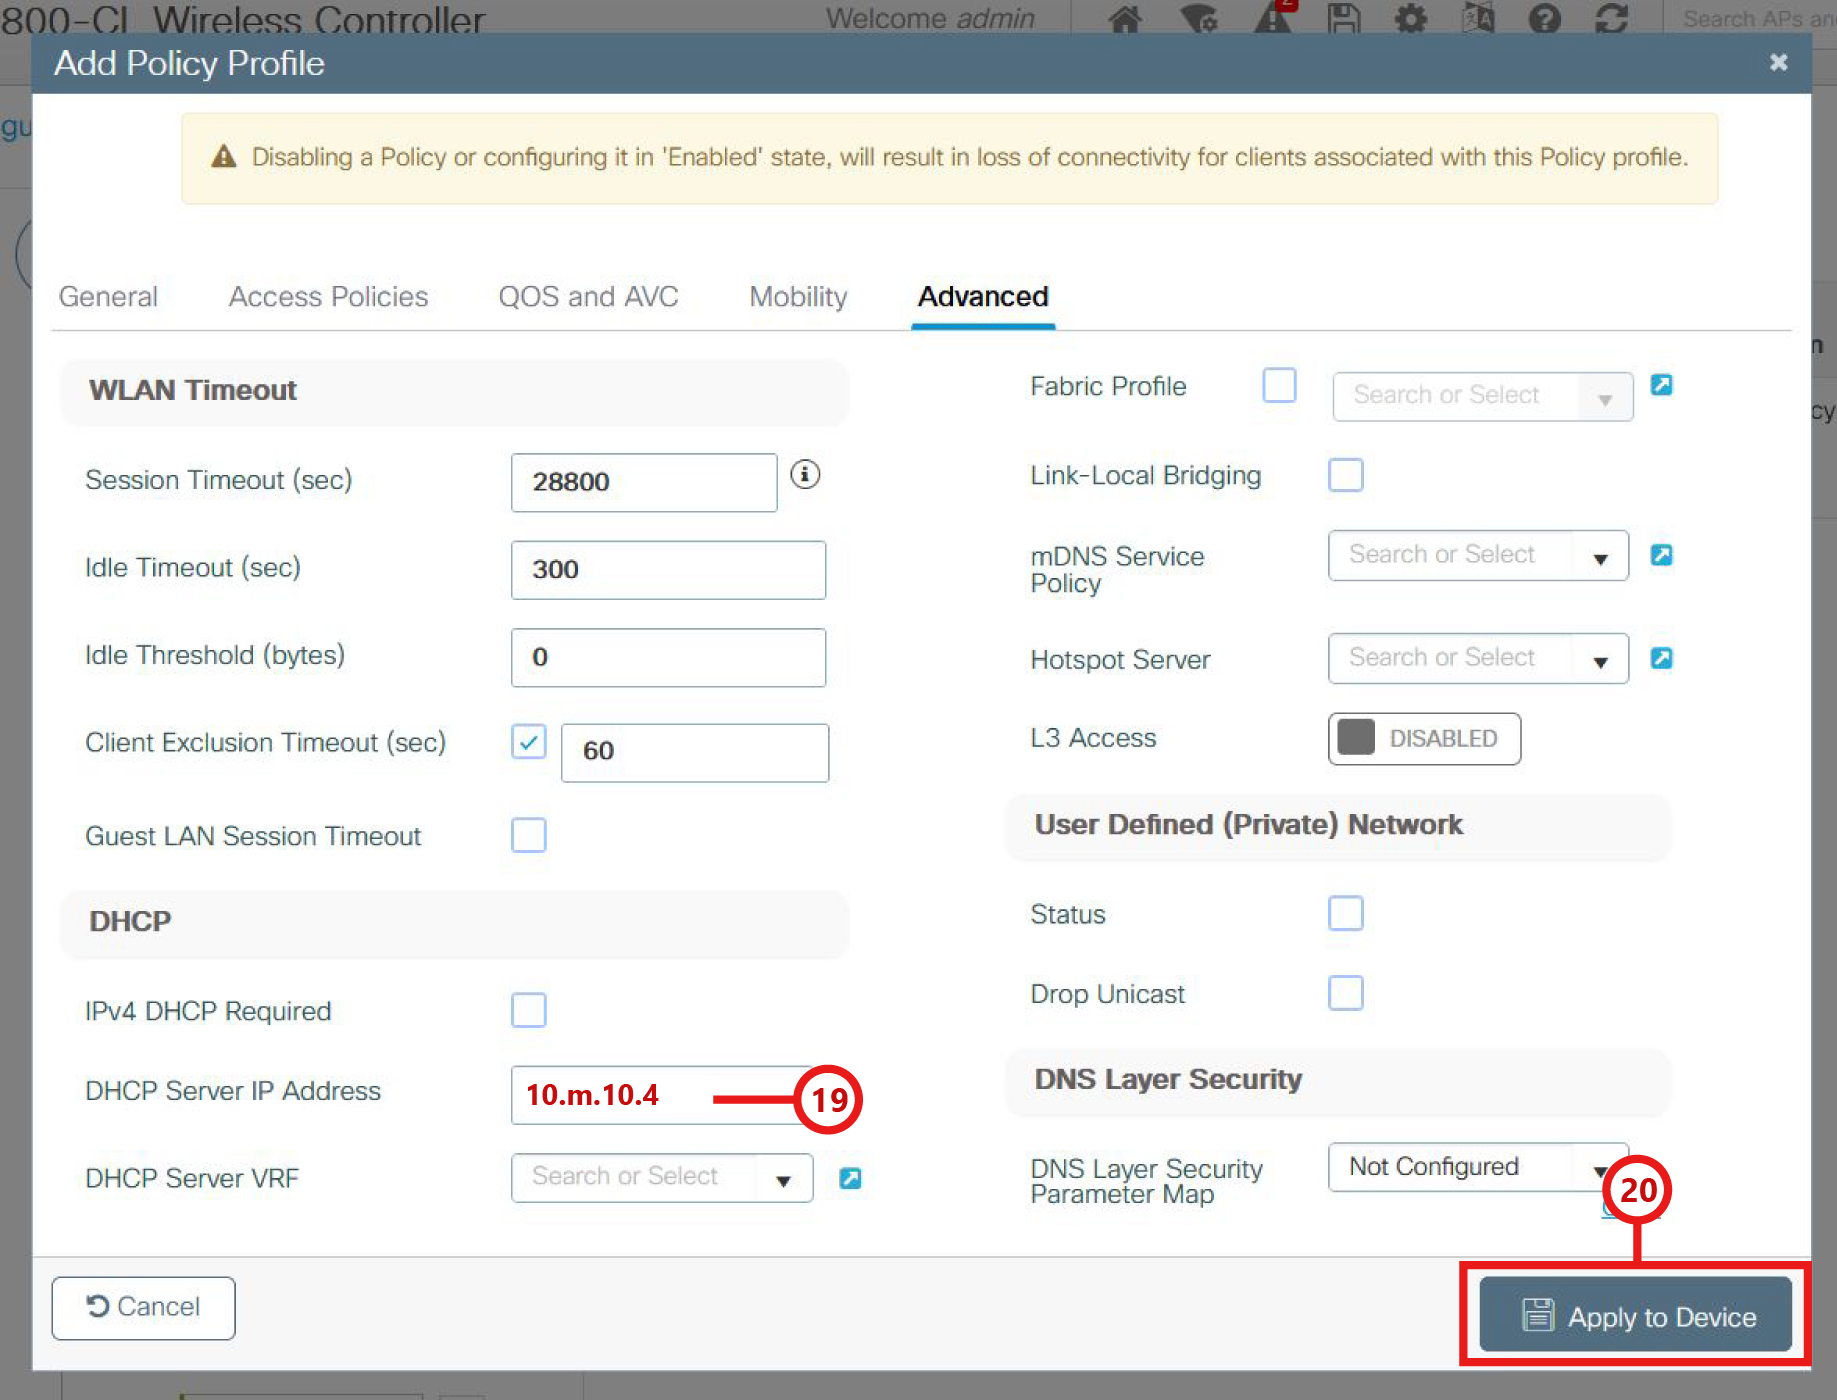 800-CL Wireless Controller
Welcome admin
2
Search APs an
Add Policy Profile
gu
Disabling a Policy or configuring it in 'Enabled' state, will result in loss of connectivity for clients associated with this Policy profile.
General
Access Policies
QOS and AVC
Mobility
Advanced
n
cy
WLAN Timeout
Session Timeout (sec)
28800
Idle Timeout (sec)
300
Idle Threshold (bytes)
0
Client Exclusion Timeout (sec)
60
Guest LAN Session Timeout
DHCP
IPv4 DHCP Required
DHCP Server IP Address
10.m.10.4
19
DHCP Server VRF
Search or Select
Fabric Profile
Search or Select
Link-Local Bridging
mDNS Service
Policy
Search or Select
Hotspot Server
Search or Select
L3 Access
DISABLED
User Defined (Private) Network
Status
Drop Unicast
DNS Layer Security
DNS Layer Security
Parameter Map
Not Configured
20
Cancel
Apply to Device